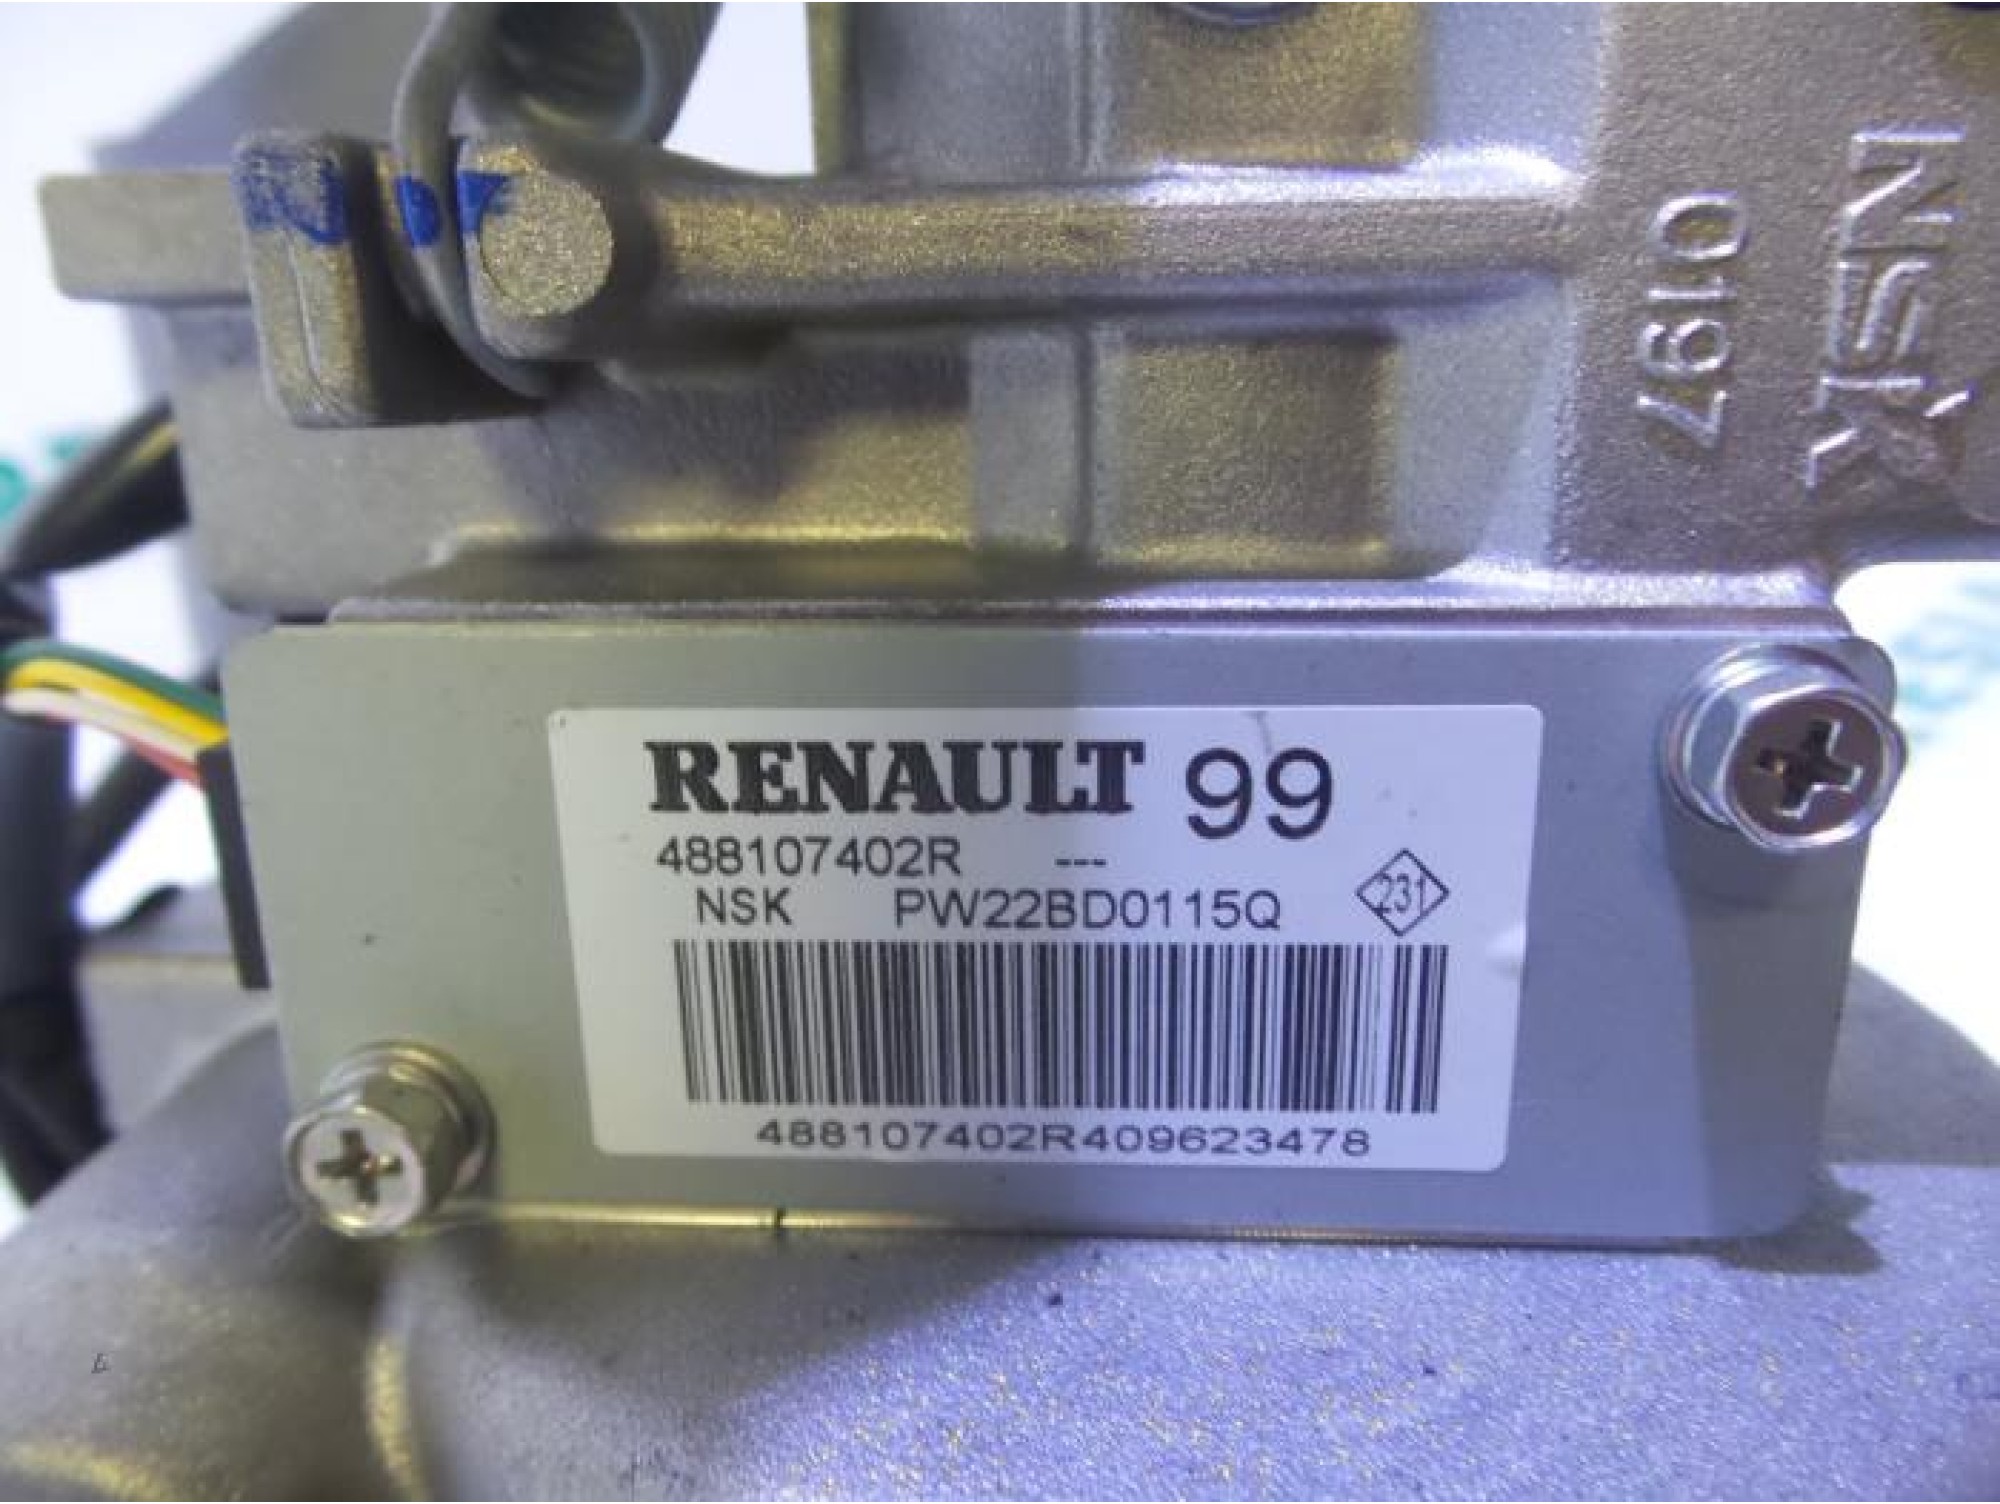 NSK
0197
RENAULT 99
488107402R ---
NSK PW22BD0115Q 231
488107402R409623478